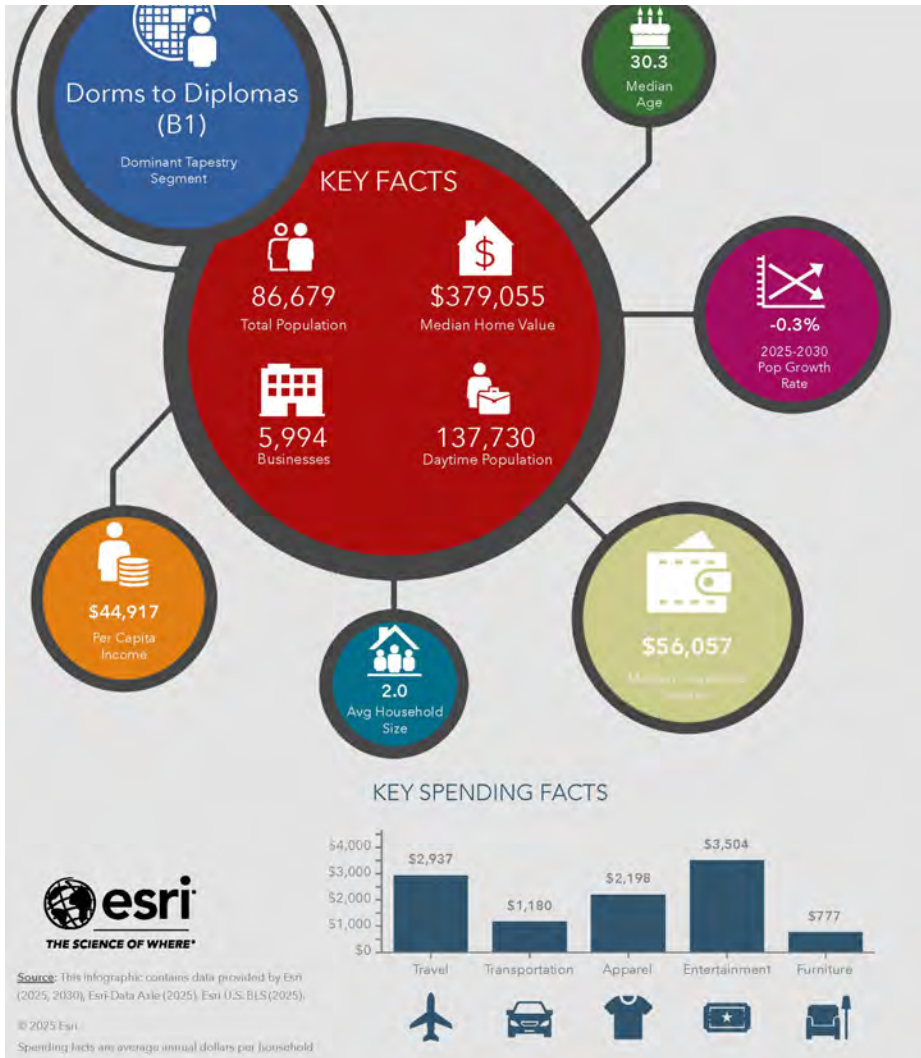 Dorms to Diplomas
(B1)
Dominant Tapestry
Segment
30.3
Median
Age
KEY FACTS
86,679
Total Population
$379,055
Median Home Value
5,994
Businesses
137,730
Daytime Population
-0.3%
2025-2030
Pop Growth
Rate
$44,917
Per Capita
Income
2.0
Avg Household
Size
$56,057
Median Household
Income
KEY SPENDING FACTS
$4,000
$3,000
$2,000
$1,000
$0
$2,937
$1,180
$2,198
$3,504
$777
Travel
Transportation
Apparel
Entertainment
Furniture
esri
THE SCIENCE OF WHERE®
Source: This infographic contains data provided by Esri
(2025, 2030), Esri-Data Axle (2025), Esri-U.S. BLS (2025).
© 2025 Esri
Spending facts are average annual dollars per household